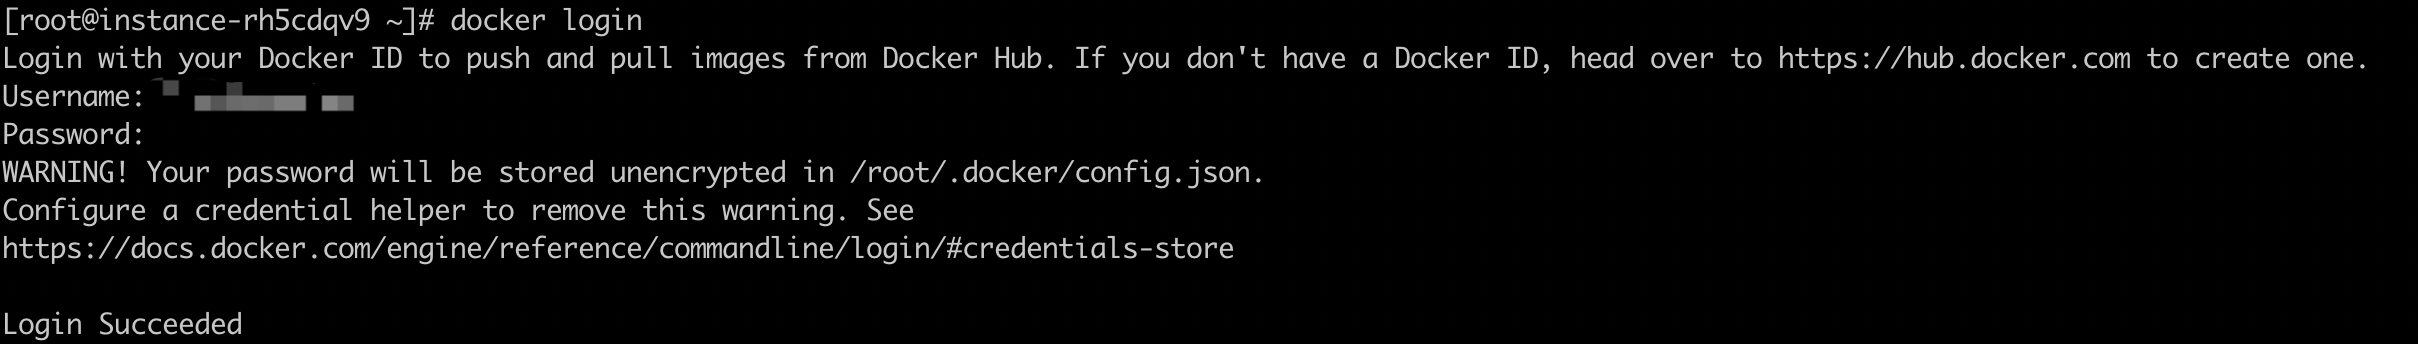 [root@instance-rh5cdqv9 ~]# docker login
Login with your Docker ID to push and pull images from Docker Hub. If you don't have a Docker ID, head over to https://hub.docker.com to create one.
Username:
Password:
WARNING! Your password will be stored unencrypted in /root/.docker/config.json.
Configure a credential helper to remove this warning. See
https://docs.docker.com/engine/reference/commandline/login/#credentials-store
Login Succeeded